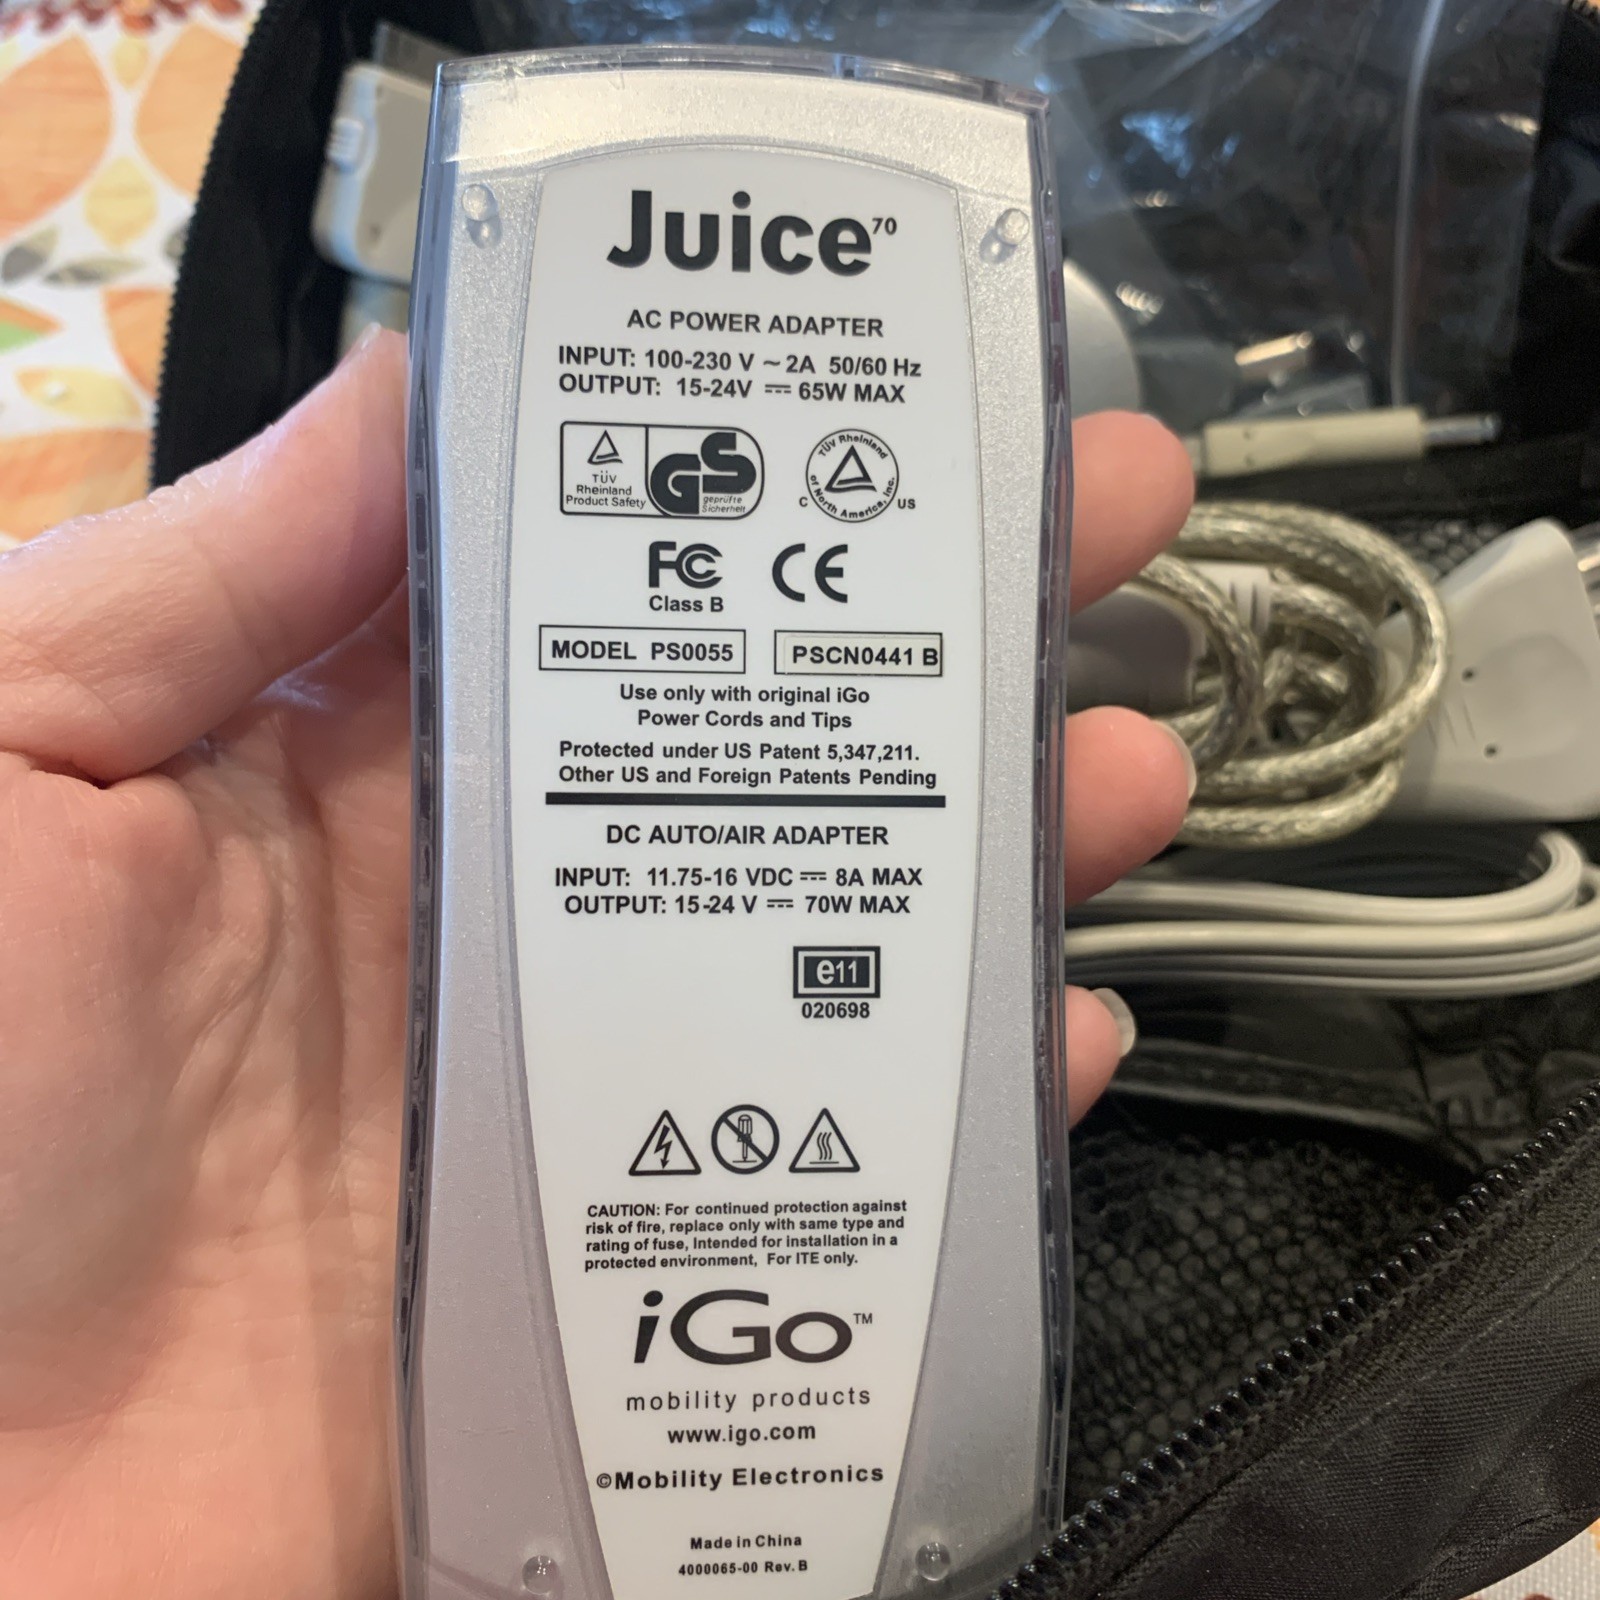 Juice70
AC POWER ADAPTER
INPUT: 100-230 V ~ 2A 50/60 Hz
OUTPUT: 15-24V ⎓ 65W MAX
TÜV
Rheinland
Product Safety
GS
geprüfte
Sicherheit
TÜV Rheinland
of North America, Inc.
C US
FC
Class B
CE
MODEL PS0055
PSCN0441 B
Use only with original iGo
Power Cords and Tips
Protected under US Patent 5,347,211.
Other US and Foreign Patents Pending
DC AUTO/AIR ADAPTER
INPUT: 11.75-16 VDC ⎓ 8A MAX
OUTPUT: 15-24 V ⎓ 70W MAX
e11
020698
CAUTION: For continued protection against
risk of fire, replace only with same type and
rating of fuse, Intended for installation in a
protected environment, For ITE only.
iGo™
mobility products
www.igo.com
©Mobility Electronics
Made in China
4000065-00 Rev. B